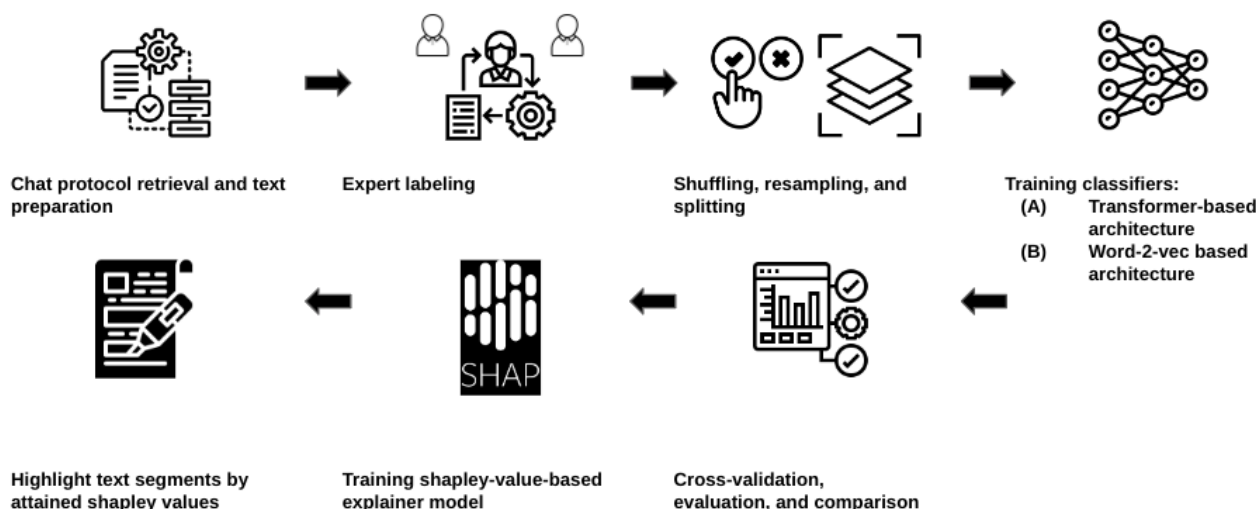 Chat protocol retrieval and text
preparation
Expert labeling
Shuffling, resampling, and
splitting
Training classifiers:
(A) Transformer-based
architecture
(B) Word-2-vec based
architecture
SHAP
Cross-validation,
evaluation, and comparison
Training shapley-value-based
explainer model
Highlight text segments by
attained shapley values